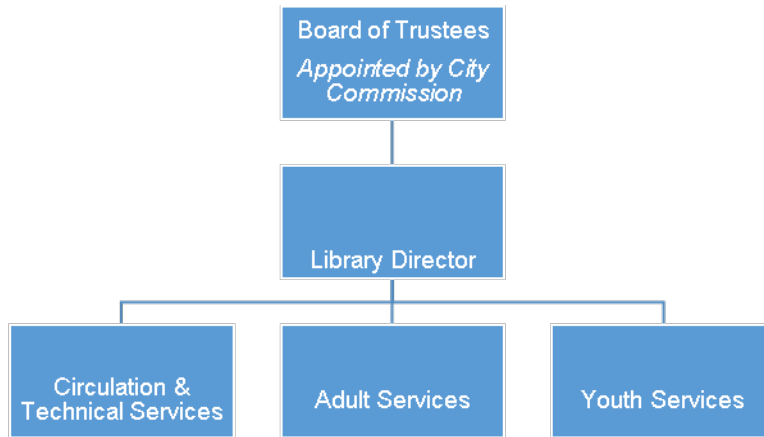 Board of Trustees
Appointed by City
Commission
Library Director
Circulation &
Technical Services
Adult Services
Youth Services